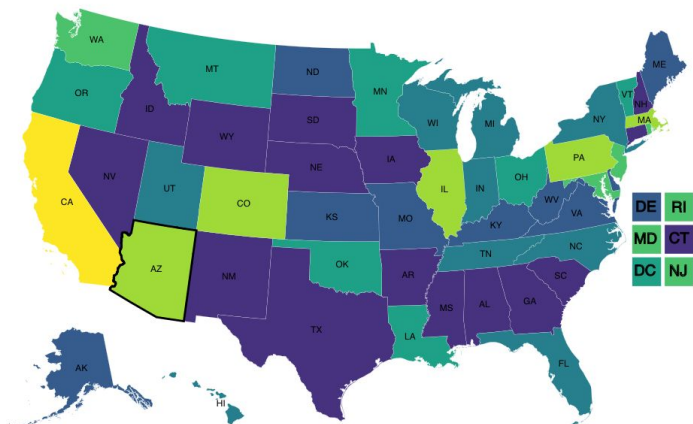 WA
ND
ME
MT
MN
VT
NH
OR
ID
SD
WI
MI
NY
MA
WY
IA
PA
NE
NV
IL
IN
OH
UT
CO
WV
VA
DE RI
CA
KS
MO
KY
MD CT
NC
TN
AZ
OK
DC NJ
NM
AR
SC
MS
AL
GA
TX
LA
AK
FL
HI